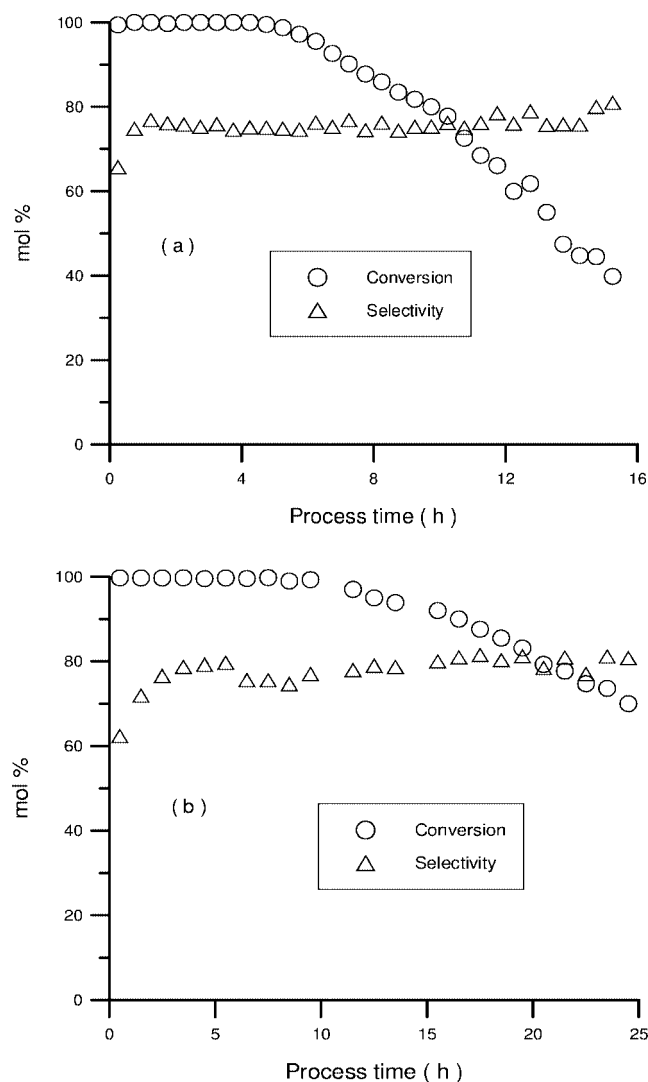 100
80
60
40
20
0
mol %
( a )
Conversion
Selectivity
0 4 8 12 16
Process time ( h )
100
80
60
40
20
0
mol %
( b )
Conversion
Selectivity
0 5 10 15 20 25
Process time ( h )